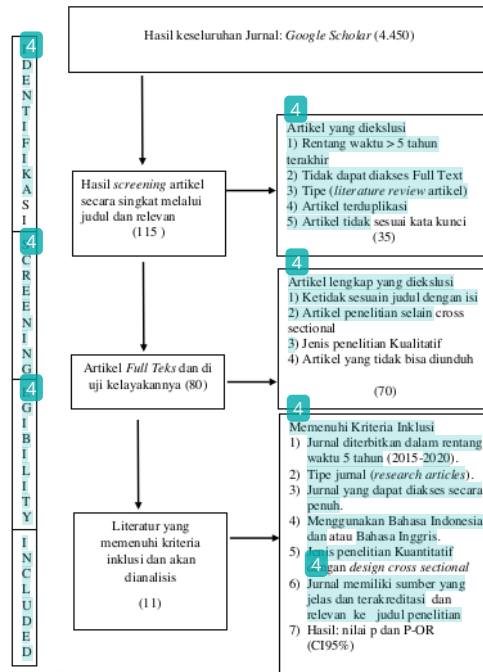 Hasil keseluruhan Jurnal: Google Scholar (4.450)
4
DENTIFIKASI
4
Artikel yang diekslusi
1) Rentang waktu > 5 tahun
terakhir
2) Tidak dapat diakses Full Text
3) Tipe (literature review artikel)
4) Artikel terduplikasi
5) Artikel tidak sesuai kata kunci
(35)
Hasil screening artikel
secara singkat melalui
judul dan relevan
(115 )
4
CREENING
4
Artikel lengkap yang diekslusi
1) Ketidak sesuain judul dengan isi
2) Artikel penelitian selain cross
sectional
3) Jenis penelitian Kualitatif
4) Artikel yang tidak bisa diunduh
(70)
Artikel Full Teks dan di
uji kelayakannya (80)
4
GIBILITY
4
Memenuhi Kriteria Inklusi
1) Jurnal diterbitkan dalam rentang
waktu 5 tahun (2015-2020).
2) Tipe jurnal (research articles).
3) Jurnal yang dapat diakses secara
penuh.
4) Menggunakan Bahasa Indonesia
dan atau Bahasa Inggris.
5) Jenis penelitian Kuantitatif
4
dengan design cross sectional
6) Jurnal memiliki sumber yang
jelas dan terakreditasi dan
relevan ke judul penelitian
7) Hasil: nilai p dan P-OR
(CI95%)
Literatur yang
memenuhi kriteria
inklusi dan akan
dianalisis
(11)
INCLUDED